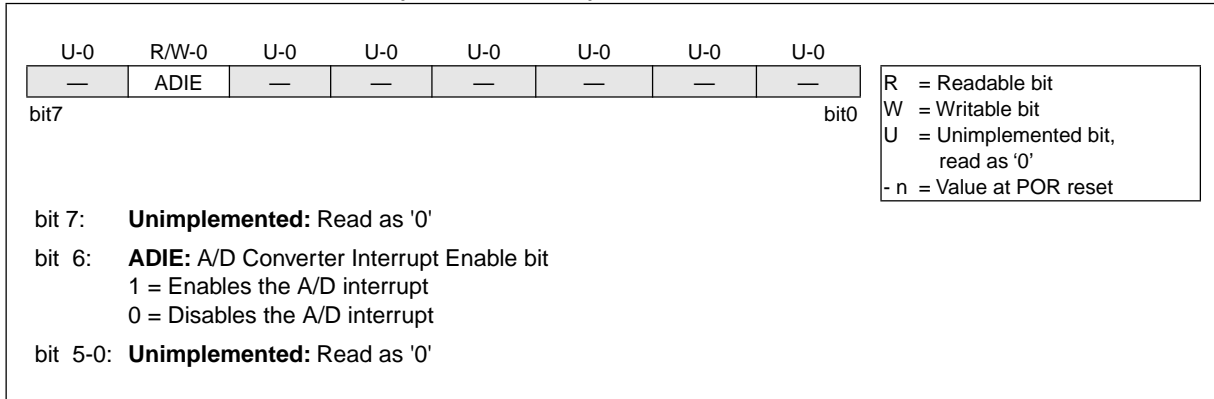 U-0 R/W-0 U-0 U-0 U-0 U-0 U-0 U-0
— ADIE — — — — — —
bit7 bit0
R = Readable bit
W = Writable bit
U = Unimplemented bit,
read as ‘0’
- n = Value at POR reset
bit 7: Unimplemented: Read as '0'
bit 6: ADIE: A/D Converter Interrupt Enable bit
1 = Enables the A/D interrupt
0 = Disables the A/D interrupt
bit 5-0: Unimplemented: Read as '0'